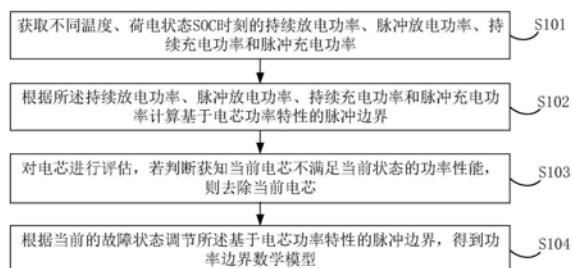 获取不同温度、荷电状态SOC时刻的持续放电功率、脉冲放电功率、持
续充电功率和脉冲充电功率
S101
根据所述持续放电功率、脉冲放电功率、持续充电功率和脉冲充电功
率计算基于电芯功率特性的脉冲边界
S102
对电芯进行评估，若判断获知当前电芯不满足当前状态的功率性能，
则去除当前电芯
S103
根据当前的故障状态调节所述基于电芯功率特性的脉冲边界，得到功
率边界数学模型
S104